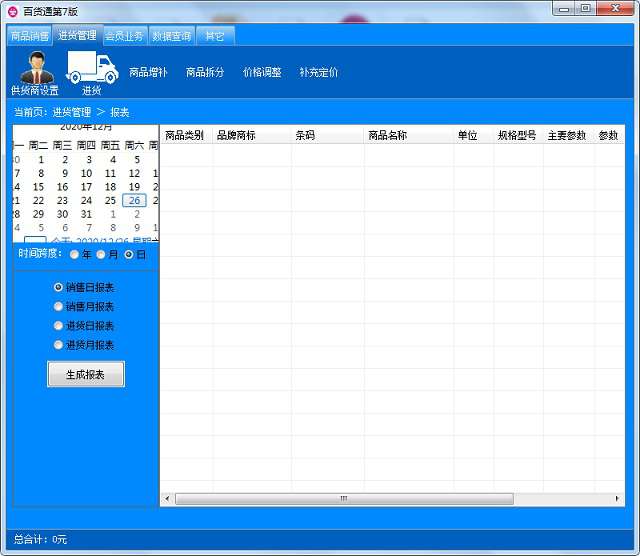 百货通第7版
商品销售 进货管理 会员业务 数据查询 其它
供货商设置 进货 商品增补 商品拆分 价格调整 补充定价
当前页：进货管理 > 报表
2020年12月
一 周二 周三 周四 周五 周六 周
30 1 2 3 4 5
7 8 9 10 11 12 1
14 15 16 17 18 19 2
21 22 23 24 25 26 2
28 29 30 31 1 2
4 5 6 7 8 9 1
今天: 2020/12/26 星期六
时间跨度： 年 月 日
销售日报表
销售月报表
进货日报表
进货月报表
生成报表
商品类别 品牌商标 条码 商品名称 单位 规格型号 主要参数 参数
总合计：0元